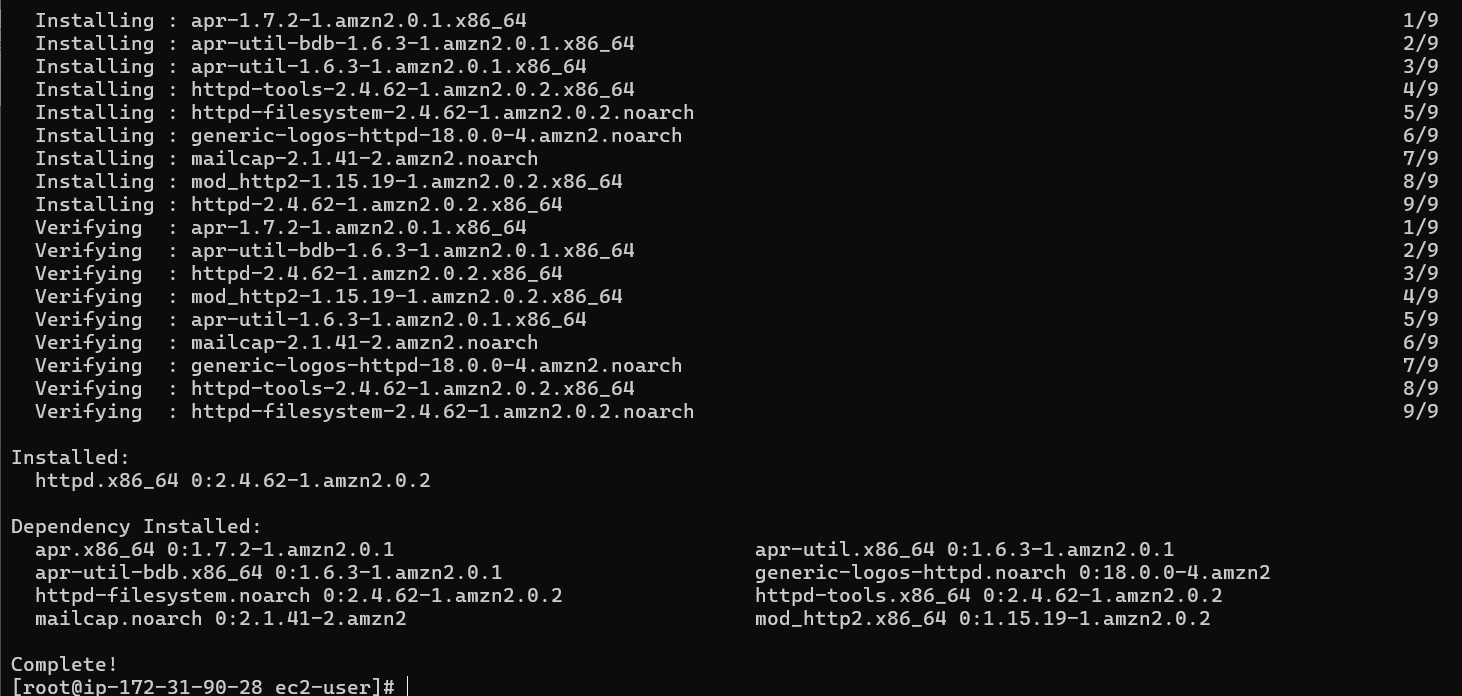 Installing : apr-1.7.2-1.amzn2.0.1.x86_64 1/9
Installing : apr-util-bdb-1.6.3-1.amzn2.0.1.x86_64 2/9
Installing : apr-util-1.6.3-1.amzn2.0.1.x86_64 3/9
Installing : httpd-tools-2.4.62-1.amzn2.0.2.x86_64 4/9
Installing : httpd-filesystem-2.4.62-1.amzn2.0.2.noarch 5/9
Installing : generic-logos-httpd-18.0.0-4.amzn2.noarch 6/9
Installing : mailcap-2.1.41-2.amzn2.noarch 7/9
Installing : mod_http2-1.15.19-1.amzn2.0.2.x86_64 8/9
Installing : httpd-2.4.62-1.amzn2.0.2.x86_64 9/9
Verifying : apr-1.7.2-1.amzn2.0.1.x86_64 1/9
Verifying : apr-util-bdb-1.6.3-1.amzn2.0.1.x86_64 2/9
Verifying : httpd-2.4.62-1.amzn2.0.2.x86_64 3/9
Verifying : mod_http2-1.15.19-1.amzn2.0.2.x86_64 4/9
Verifying : apr-util-1.6.3-1.amzn2.0.1.x86_64 5/9
Verifying : mailcap-2.1.41-2.amzn2.noarch 6/9
Verifying : generic-logos-httpd-18.0.0-4.amzn2.noarch 7/9
Verifying : httpd-tools-2.4.62-1.amzn2.0.2.x86_64 8/9
Verifying : httpd-filesystem-2.4.62-1.amzn2.0.2.noarch 9/9
Installed:
httpd.x86_64 0:2.4.62-1.amzn2.0.2
Dependency Installed:
apr.x86_64 0:1.7.2-1.amzn2.0.1 apr-util.x86_64 0:1.6.3-1.amzn2.0.1
apr-util-bdb.x86_64 0:1.6.3-1.amzn2.0.1 generic-logos-httpd.noarch 0:18.0.0-4.amzn2
httpd-filesystem.noarch 0:2.4.62-1.amzn2.0.2 httpd-tools.x86_64 0:2.4.62-1.amzn2.0.2
mailcap.noarch 0:2.1.41-2.amzn2 mod_http2.x86_64 0:1.15.19-1.amzn2.0.2
Complete!
[root@ip-172-31-90-28 ec2-user]#